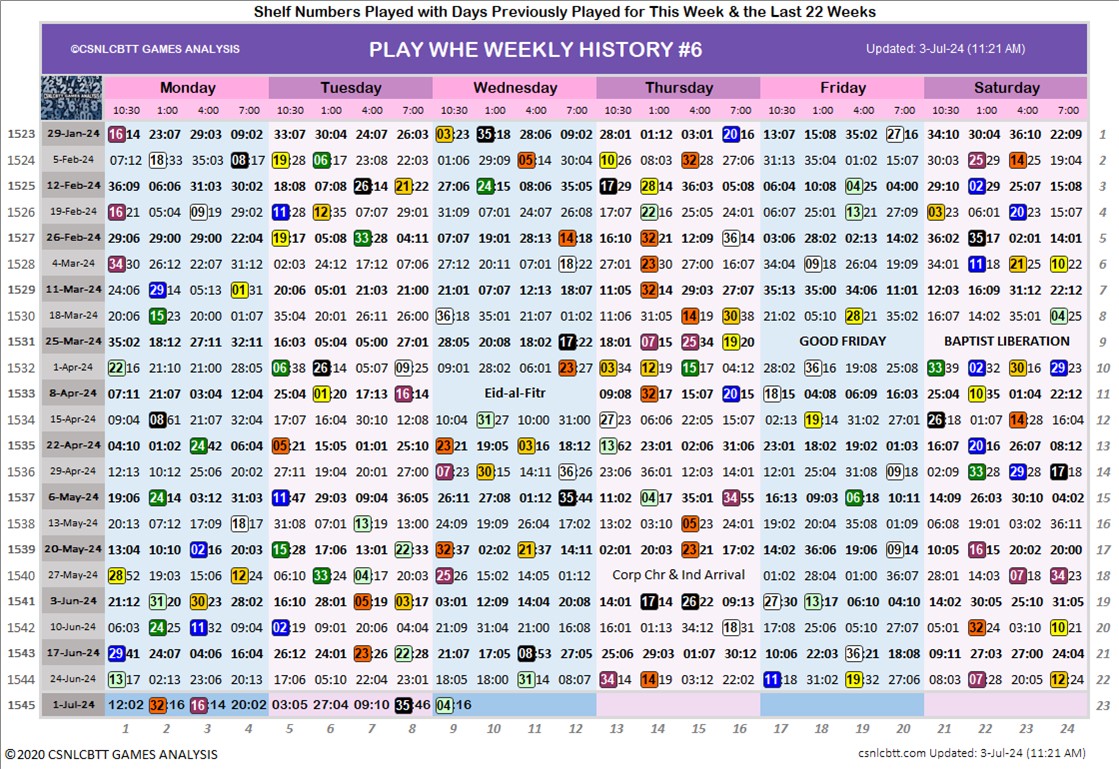 Shelf Numbers Played with Days Previously Played for This Week & the Last 22 Weeks
©CSNLCBTT GAMES ANALYSIS PLAY WHE WEEKLY HISTORY #6 Updated: 3-Jul-24 (11:21 AM)
Monday Tuesday Wednesday Thursday Friday Saturday
10:30 1:00 4:00 7:00 10:30 1:00 4:00 7:00 10:30 1:00 4:00 7:00 10:30 1:00 4:00 7:00 10:30 1:00 4:00 7:00 10:30 1:00 4:00 7:00
1523 29-Jan-24 16:14 23:07 29:03 09:02 33:07 30:04 24:07 26:03 03:23 35:18 28:06 09:02 28:01 01:12 03:01 20:16 13:07 15:08 35:02 27:16 34:10 30:04 36:10 22:09 1
1524 5-Feb-24 07:12 18:33 35:03 08:17 19:28 06:17 23:08 22:03 01:06 29:09 05:14 30:04 10:26 08:03 32:28 27:06 31:13 35:04 01:02 15:07 30:03 25:29 14:25 19:04 2
1525 12-Feb-24 36:09 06:06 31:03 30:02 18:08 07:08 26:14 21:22 27:06 24:15 08:06 35:05 17:29 28:14 36:03 05:08 06:04 10:08 04:25 04:00 29:10 02:29 25:07 15:08 3
1526 19-Feb-24 16:21 05:04 09:19 29:02 11:28 12:35 07:07 29:01 31:09 07:01 24:07 26:08 17:07 22:16 25:05 24:01 06:07 25:01 13:21 27:09 03:23 06:01 20:23 15:07 4
1527 26-Feb-24 29:06 29:00 29:00 22:04 19:17 05:08 33:28 04:11 07:07 19:01 28:13 14:18 16:10 32:21 12:09 36:14 03:06 28:02 02:13 14:02 36:02 35:17 02:01 14:01 5
1528 4-Mar-24 34:30 26:12 22:07 31:12 02:03 24:12 17:12 07:06 27:12 20:11 07:08 18:22 27:01 23:30 27:00 17:06 34:04 09:18 26:04 19:09 34:01 11:18 21:25 10:22 6
1529 11-Mar-24 24:06 29:14 05:13 01:31 20:06 05:01 21:03 21:00 21:01 07:07 12:13 18:07 11:05 32:14 29:03 27:07 35:13 35:00 34:06 11:01 12:03 16:09 31:12 22:12 7
1530 18-Mar-24 20:06 15:23 20:00 01:07 35:04 20:01 26:11 26:00 36:18 35:01 21:07 01:02 11:06 31:05 14:19 30:38 21:02 05:10 28:21 35:02 16:07 14:02 35:01 04:25 8
1531 25-Mar-24 35:02 18:12 27:11 32:11 16:03 05:04 05:00 27:01 28:05 20:08 18:02 17:22 18:01 07:15 25:34 19:20 GOOD FRIDAY BAPTIST LIBERATION 9
1532 1-Apr-24 22:16 21:10 21:00 28:05 06:38 26:14 05:07 09:25 09:01 28:02 06:01 23:27 03:34 12:19 15:17 04:12 28:02 36:16 19:08 25:08 33:39 02:32 30:16 29:23 10
1533 8-Apr-24 07:11 21:07 03:04 12:04 25:04 01:20 17:13 16:14 Eid-al-Fitr 09:08 32:17 15:07 20:15 18:15 04:08 06:09 16:03 25:04 10:35 01:04 22:12 11
1534 15-Apr-24 09:04 08:61 21:07 32:04 17:07 16:04 30:10 12:08 10:04 31:27 10:00 31:00 27:23 06:06 22:05 15:07 02:13 19:14 31:02 27:01 26:18 01:07 14:28 16:04 12
1535 22-Apr-24 04:10 01:02 24:42 06:04 05:21 15:05 01:01 25:10 23:21 19:05 03:16 18:12 13:62 23:01 02:06 31:06 23:01 18:02 19:03 01:03 16:07 20:16 26:07 08:12 13
1536 29-Apr-24 12:13 10:12 25:06 20:02 27:11 19:04 20:01 27:00 07:23 30:15 14:11 36:26 23:06 36:01 12:03 14:01 12:01 25:04 31:08 09:18 02:09 33:28 29:28 17:18 14
1537 6-May-24 19:06 24:14 03:12 31:03 11:47 29:03 09:04 36:05 26:11 27:08 01:12 35:44 11:02 04:17 35:01 34:55 16:13 09:03 06:18 10:11 14:09 26:03 30:10 04:02 15
1538 13-May-24 20:13 07:12 17:09 18:17 31:08 07:01 13:19 13:00 24:09 19:09 26:04 17:02 13:02 03:10 05:23 24:01 19:02 20:04 35:08 01:09 06:08 19:01 03:02 36:11 16
1539 20-May-24 13:04 10:10 02:16 20:03 15:28 17:06 13:01 22:33 32:37 02:02 21:37 14:11 02:01 20:03 23:21 17:02 14:08 36:06 19:06 09:14 10:05 16:15 20:02 20:00 17
1540 27-May-24 28:52 19:03 15:06 12:24 06:10 33:24 04:17 20:03 25:26 15:02 14:05 01:12 Corp Chr & Ind Arrival 01:02 28:04 01:00 36:07 28:01 14:03 07:18 34:23 18
1541 3-Jun-24 21:12 31:20 30:23 28:02 16:10 28:01 05:19 03:17 03:01 12:09 14:04 20:08 14:01 17:14 26:22 09:13 27:30 13:17 06:10 04:10 14:02 30:05 25:10 31:05 19
1542 10-Jun-24 06:03 24:25 11:32 09:04 02:19 09:01 20:06 04:04 21:09 31:04 21:00 16:08 16:01 01:13 34:12 18:31 17:08 25:06 06:10 20:07 05:01 32:24 03:10 10:21 20
1543 17-Jun-24 29:41 24:07 04:06 16:04 26:12 24:01 23:26 22:28 21:07 17:05 08:53 27:05 25:06 29:03 01:07 30:12 10:06 22:03 36:21 18:08 09:11 27:03 27:00 24:04 21
1544 24-Jun-24 13:17 02:13 23:06 20:13 17:06 05:10 22:04 23:01 18:05 18:00 31:14 08:07 34:14 14:19 03:12 22:02 11:18 31:08 19:32 27:06 08:03 07:28 20:05 12:24 22
1545 1-Jul-24 12:02 32:16 16:14 20:02 03:05 27:04 09:10 35:46 04:16 23
1 2 3 4 5 6 7 8 9 10 11 12 13 14 15 16 17 18 19 20 21 22 23 24
©2020 CSNLCBTT GAMES ANALYSIS csnlcbtt.com Updated: 3-Jul-24 (11:21 AM)